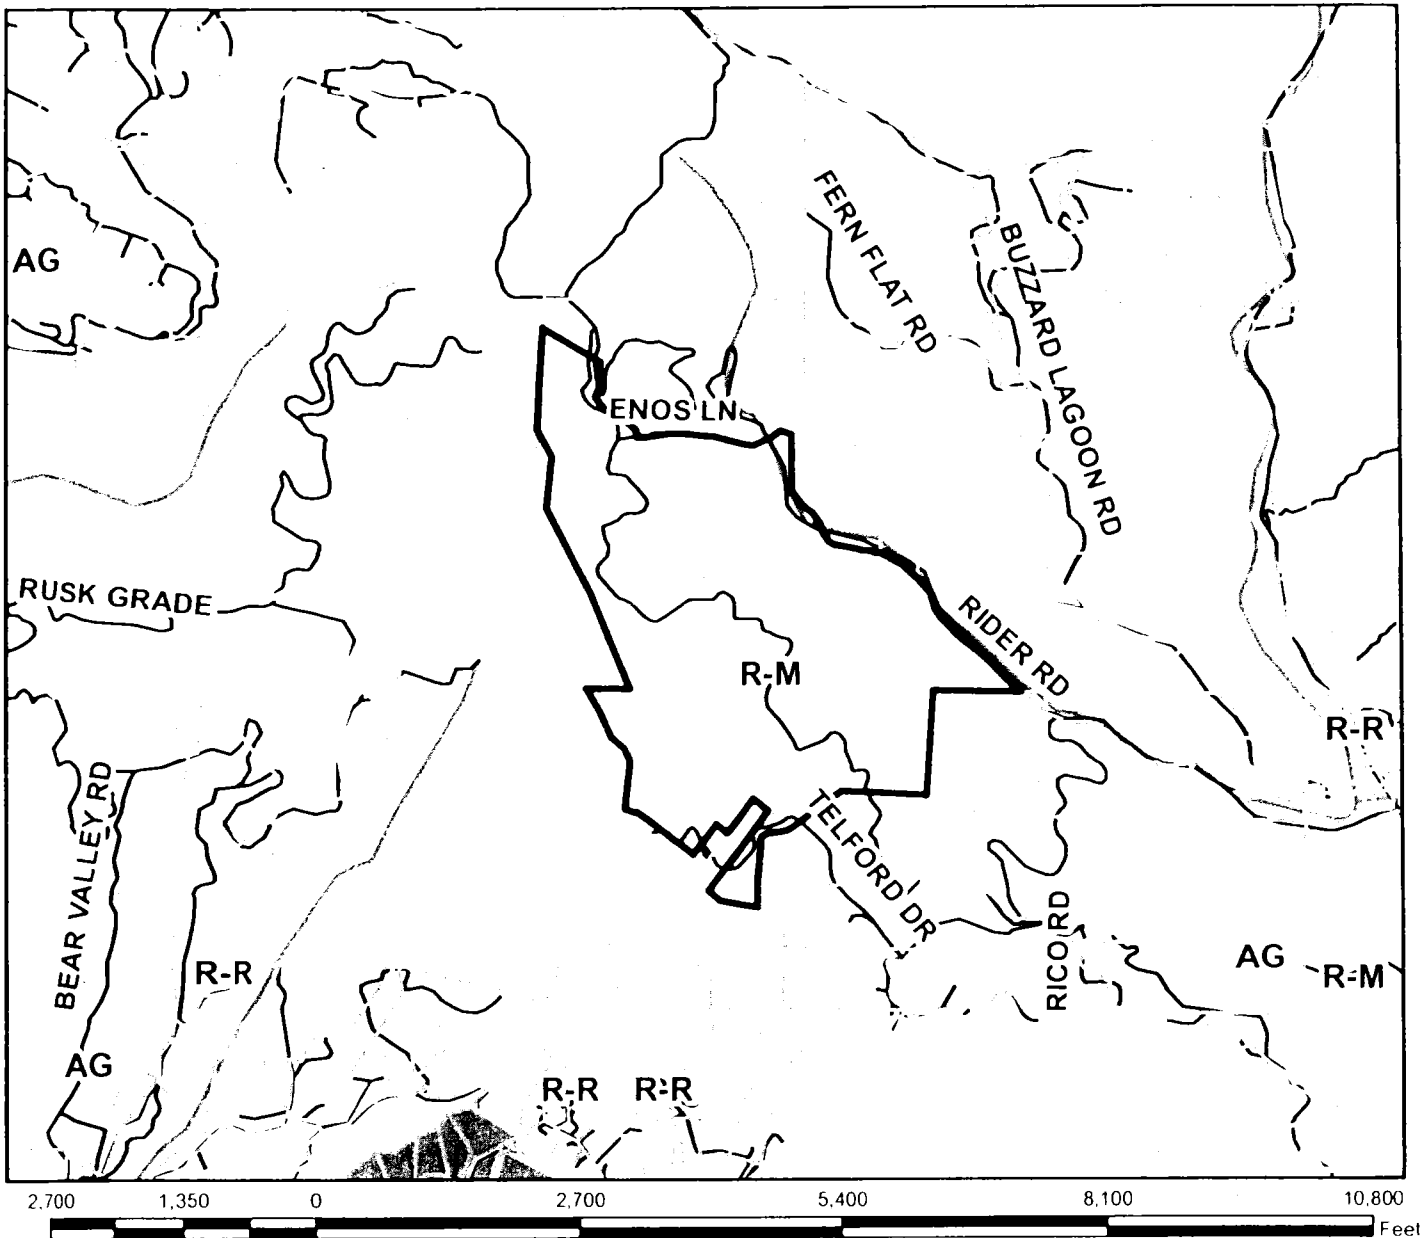 FERN FLAT RD
BUZZARD LAGOON RD
AG
ENOS LN
RUSK GRADE
RIDER RD
R-M
R-R
BEAR VALLEY RD
TELFORD DR
RICO RD
AG
R-M
R-R
AG
R-R
R-R
2,700 1,350 0 2,700 5,400 8,100 10,800
Feet